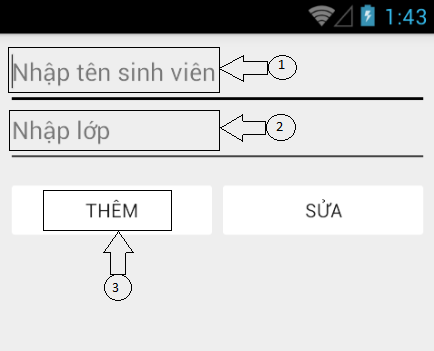 1:43
Nhập tên sinh viên 1
Nhập lớp 2
THÊM SỬA
3